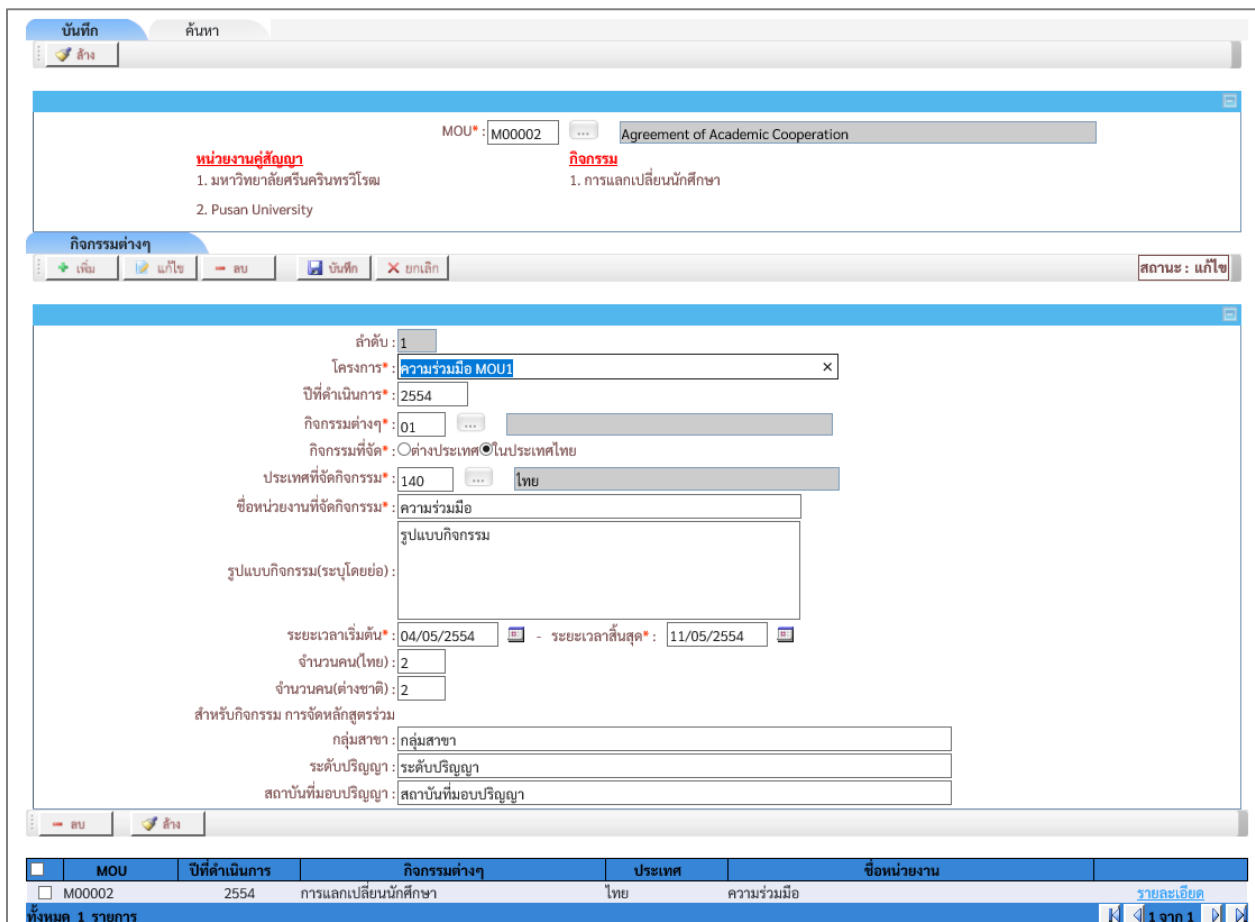 บันทึก ค้นหา
ล้าง
MOU* : M00002 ... Agreement of Academic Cooperation
หน่วยงานคู่สัญญา กิจกรรม
1. มหาวิทยาลัยศรีนครินทรวิโรฒ 1. การแลกเปลี่ยนนักศึกษา
2. Pusan University
กิจกรรมต่างๆ
เพิ่ม แก้ไข ลบ บันทึก ยกเลิก สถานะ : แก้ไข
ลำดับ : 1
โครงการ* : ความร่วมมือ MOU1 ×
ปีที่ดำเนินการ* : 2554
กิจกรรมต่างๆ* : 01 ...
กิจกรรมที่จัด* : ต่างประเทศ ในประเทศไทย
ประเทศที่จัดกิจกรรม* : 140 ... ไทย
ชื่อหน่วยงานที่จัดกิจกรรม* : ความร่วมมือ
รูปแบบกิจกรรม(ระบุโดยย่อ) : รูปแบบกิจกรรม
ระยะเวลาเริ่มต้น* : 04/05/2554 - ระยะเวลาสิ้นสุด* : 11/05/2554
จำนวนคน(ไทย) : 2
จำนวนคน(ต่างชาติ) : 2
สำหรับกิจกรรม การจัดหลักสูตรร่วม
กลุ่มสาขา : กลุ่มสาขา
ระดับปริญญา : ระดับปริญญา
สถาบันที่มอบปริญญา : สถาบันที่มอบปริญญา
ลบ ล้าง
MOU ปีที่ดำเนินการ กิจกรรมต่างๆ ประเทศ ชื่อหน่วยงาน
M00002 2554 การแลกเปลี่ยนนักศึกษา ไทย ความร่วมมือ รายละเอียด
ทั้งหมด 1 รายการ 1 จาก 1